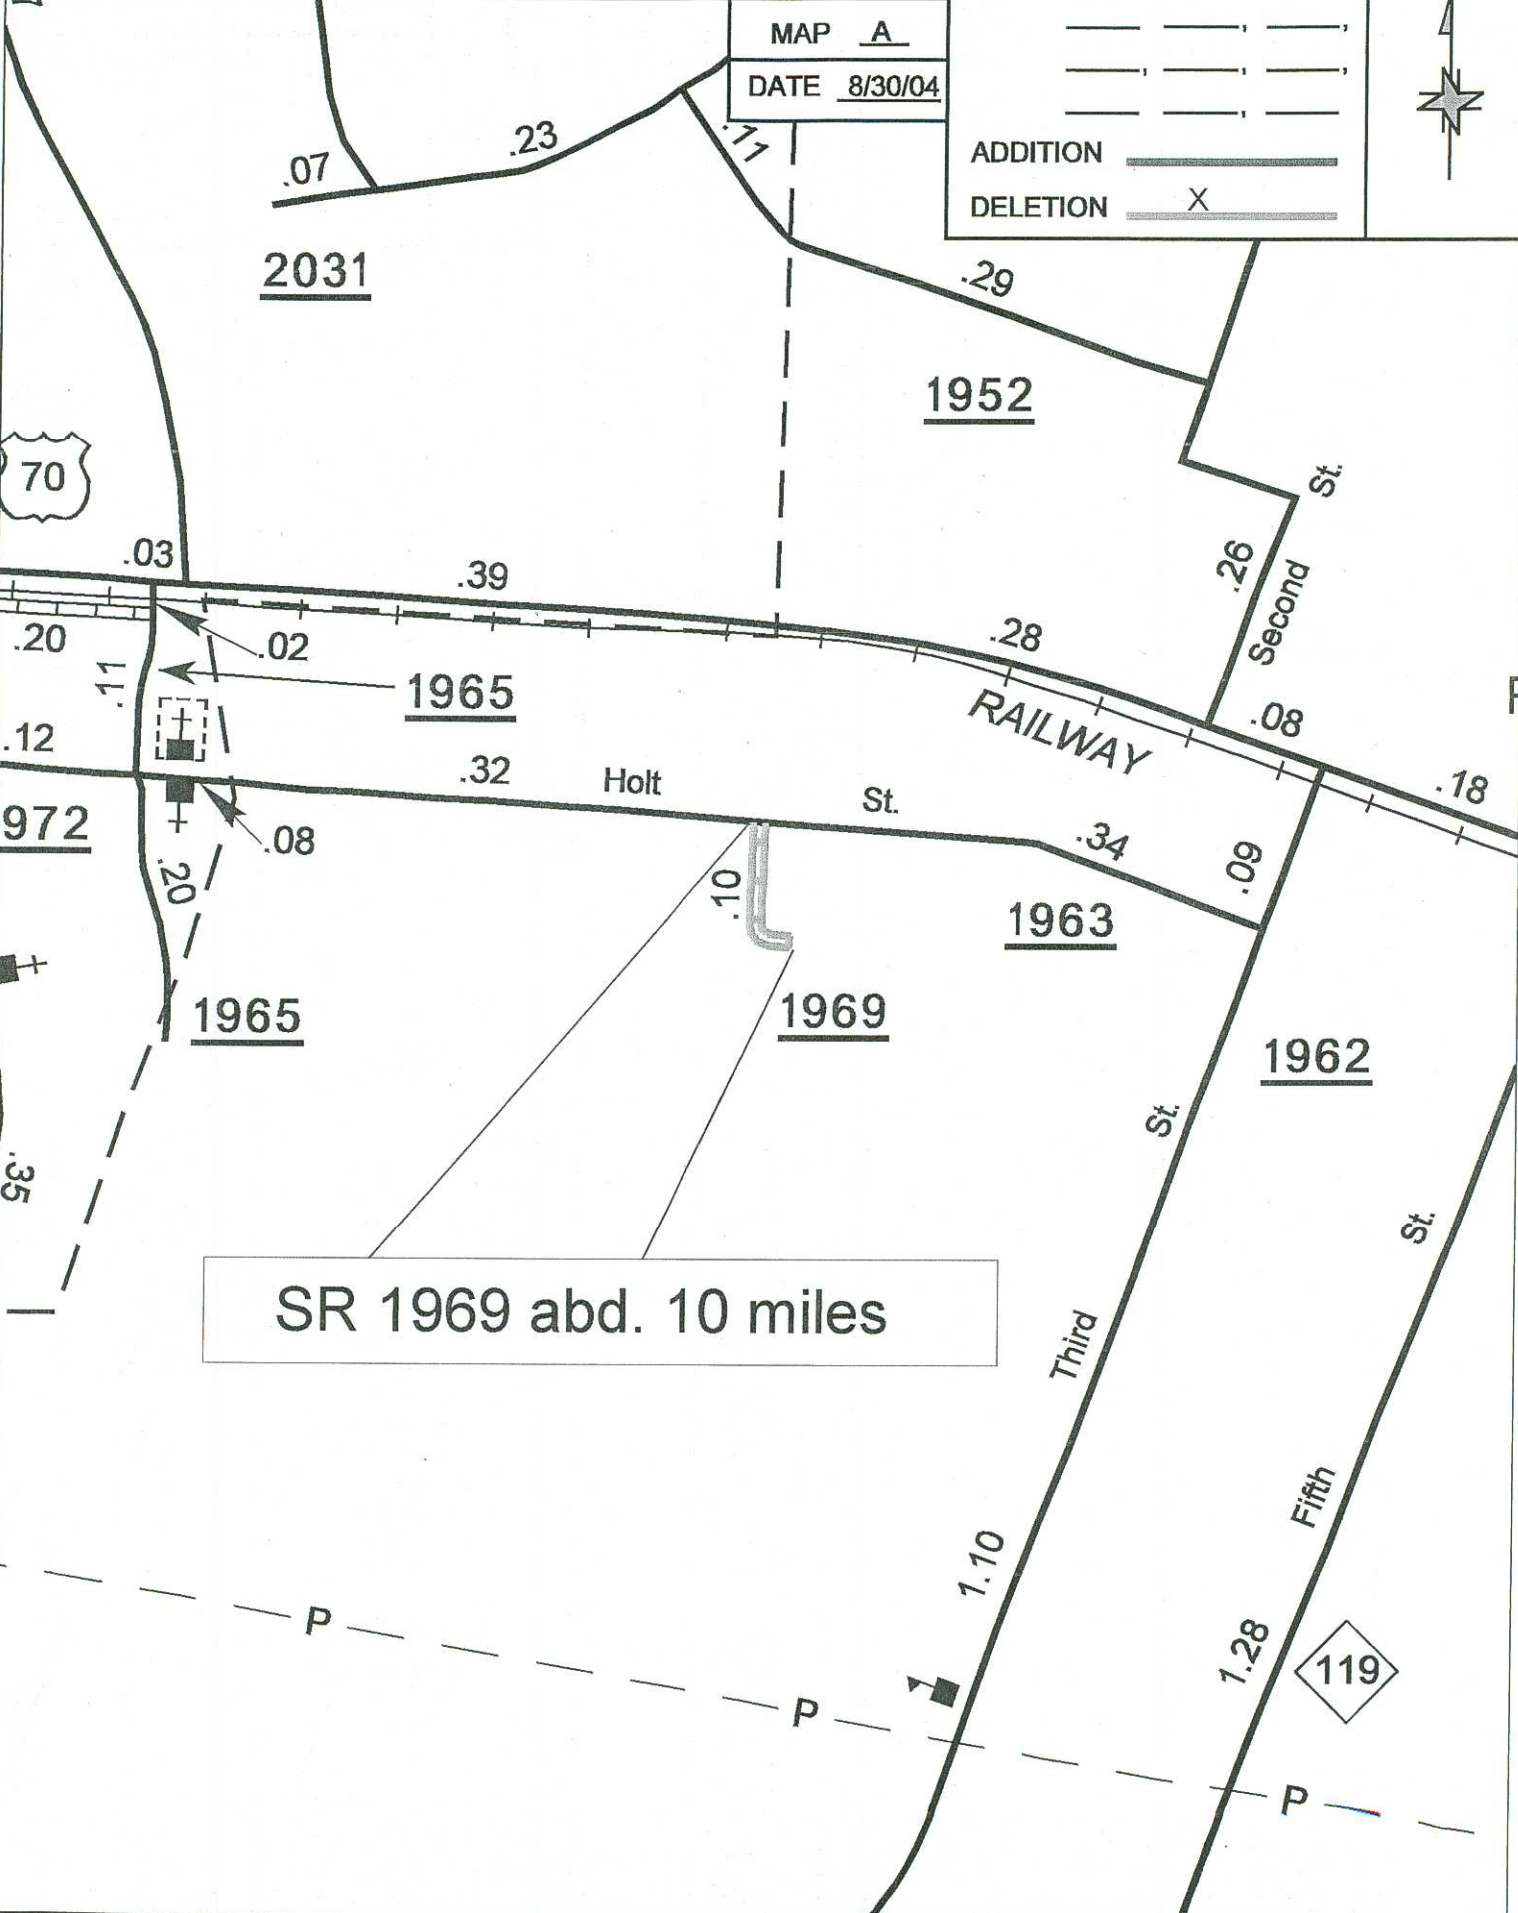 MAP A
DATE 8/30/04
ADDITION
DELETION X
.07
.23
.11
2031
.29
1952
70
St.
.03
.39
.26
Second
.20
.02
.28
.11
1965
RAILWAY
.08
.12
.32
Holt
St.
.18
972
.08
.34
.09
.20
.10
1963
1965
1969
1962
St.
.35
St.
SR 1969 abd. 10 miles
Third
Fifth
1.10
P
1.28
119
P
P